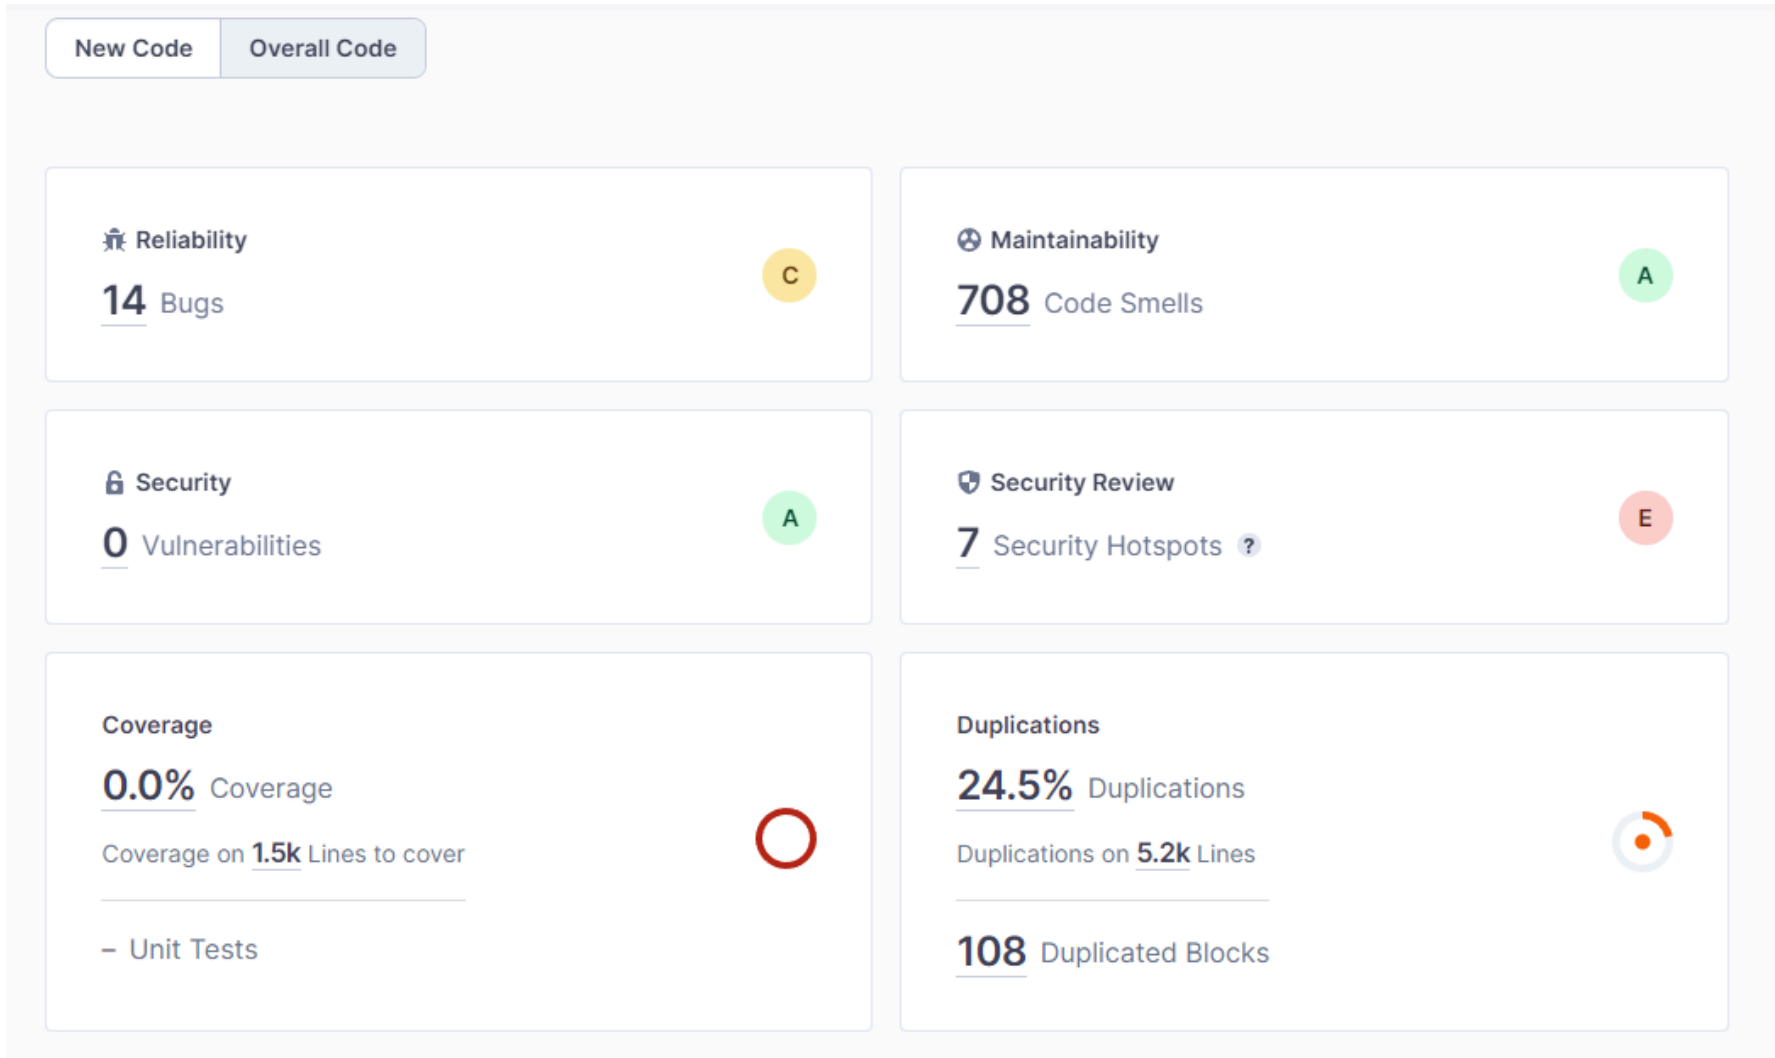 New Code Overall Code
Reliability
14 Bugs
C
Maintainability
708 Code Smells
A
Security
0 Vulnerabilities
A
Security Review
7 Security Hotspots ?
E
Coverage
0.0% Coverage
Coverage on 1.5k Lines to cover
– Unit Tests
Duplications
24.5% Duplications
Duplications on 5.2k Lines
108 Duplicated Blocks